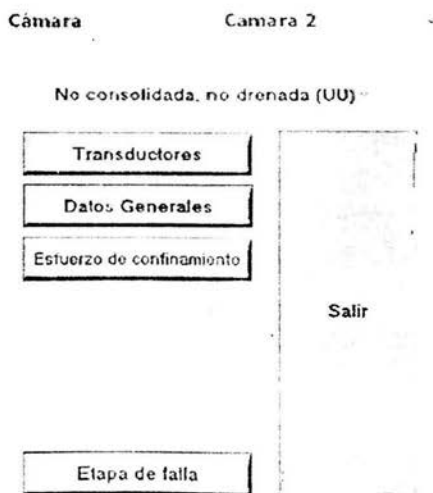 Cámara Camara 2
No consolidada, no drenada (UU)
Transductores
Datos Generales
Esfuerzo de confinamiento
Salir
Etapa de falla